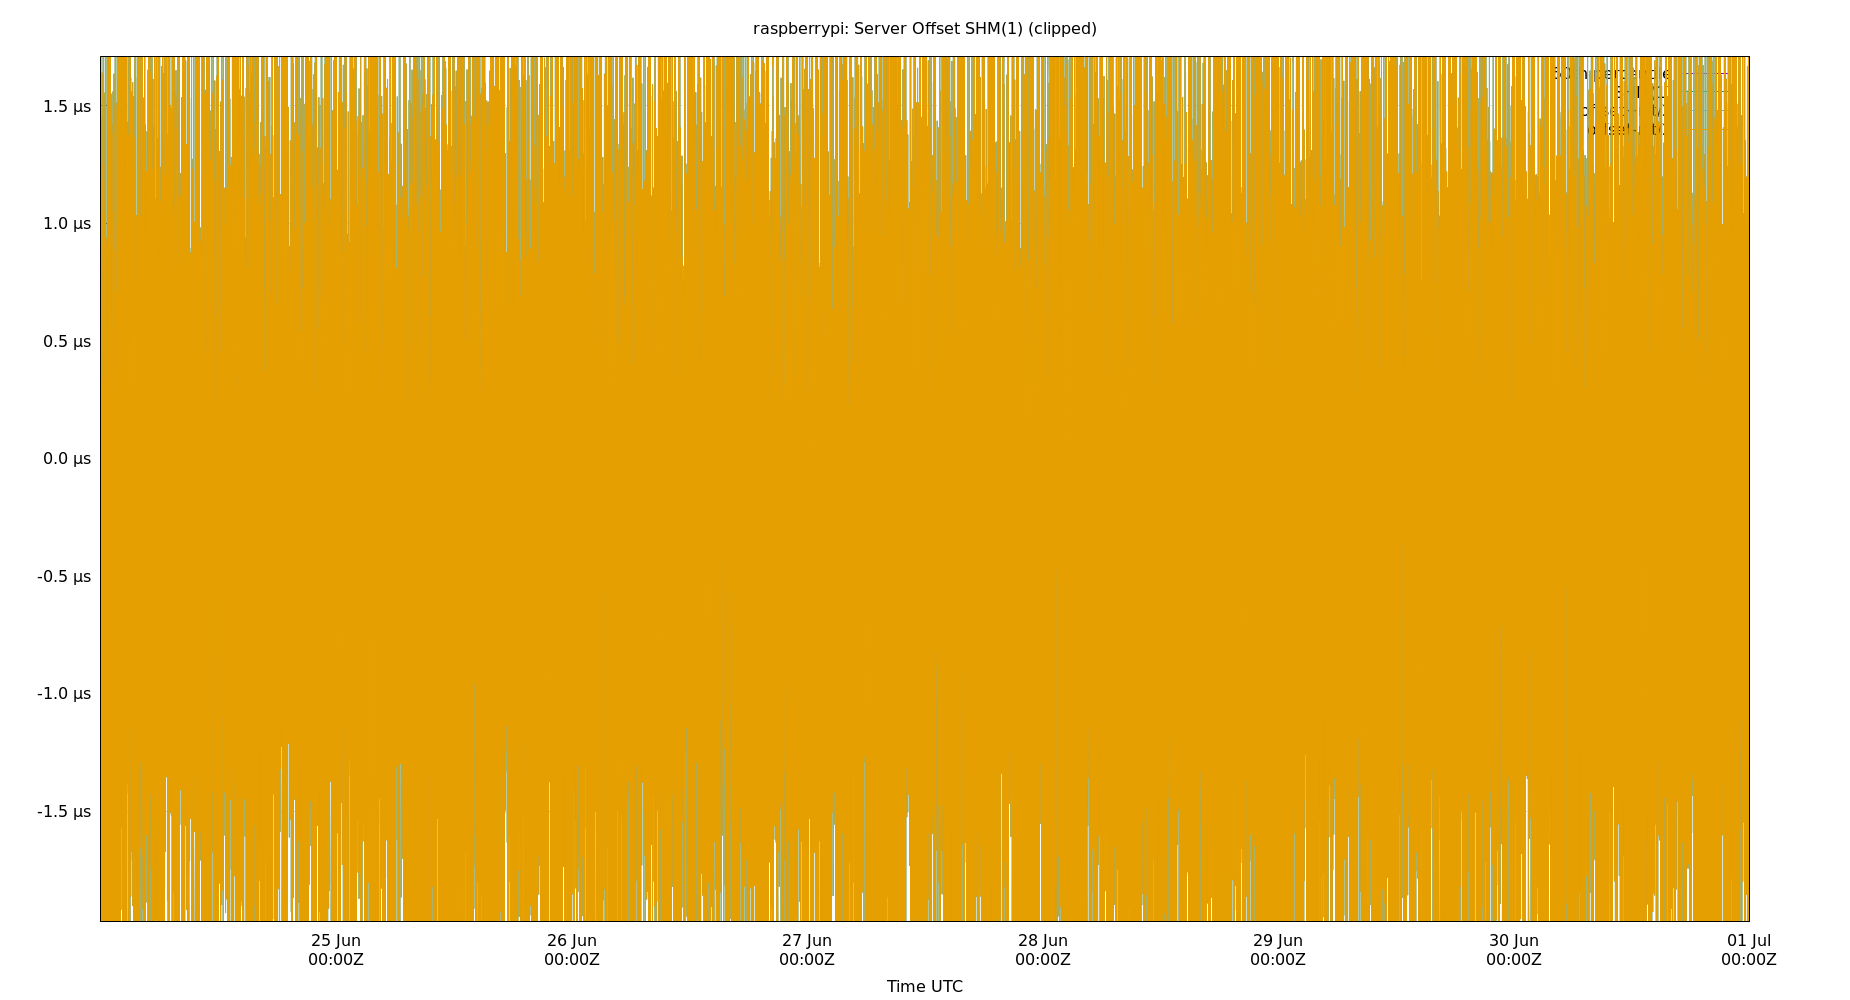 raspberrypi: Server Offset SHM(1) (clipped)
1.5 µs
1.0 µs
0.5 µs
0.0 µs
-0.5 µs
-1.0 µs
-1.5 µs
25 Jun 26 Jun 27 Jun 28 Jun 29 Jun 30 Jun 01 Jul
00:00Z 00:00Z 00:00Z 00:00Z 00:00Z 00:00Z 00:00Z
Time UTC